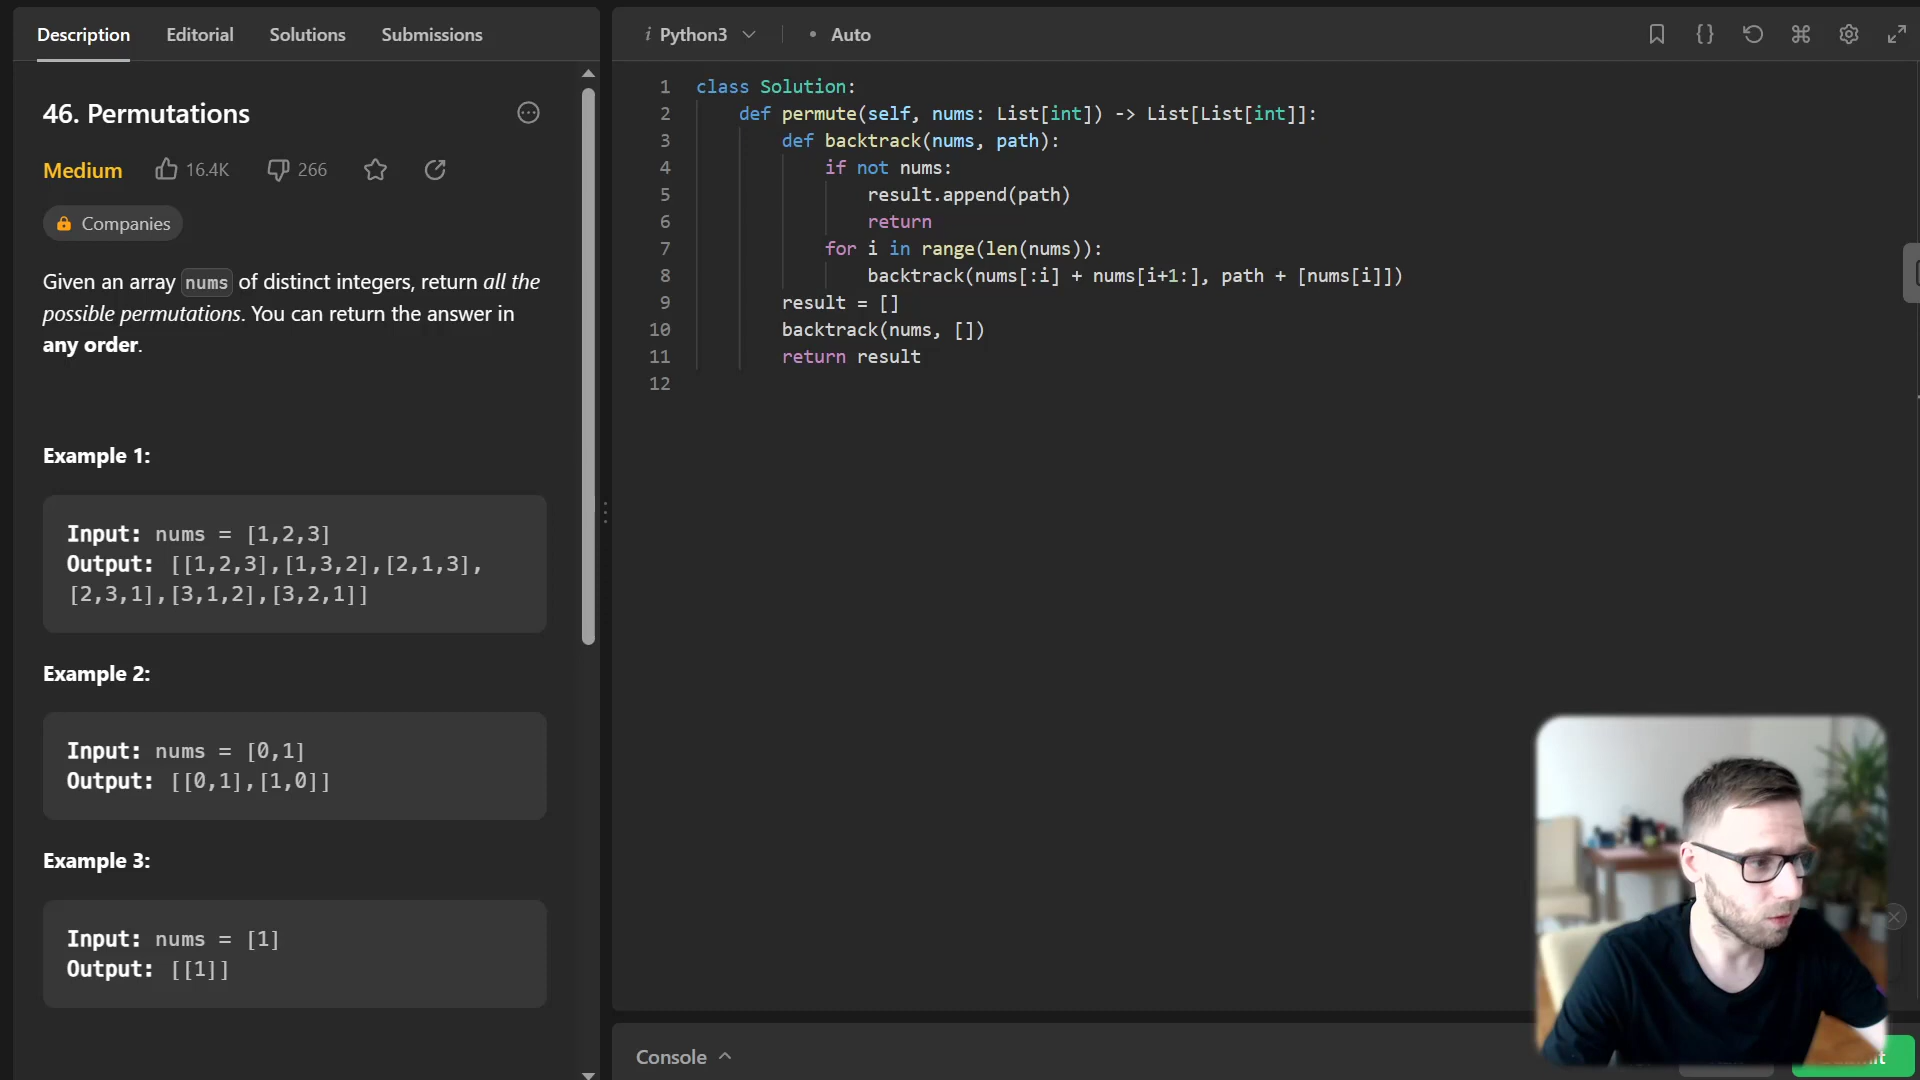 Description Editorial Solutions Submissions
46. Permutations
Medium 16.4K 266
Companies
Given an array nums of distinct integers, return all the
possible permutations. You can return the answer in
any order.
Example 1:
Input: nums = [1,2,3]
Output: [[1,2,3],[1,3,2],[2,1,3],
[2,3,1],[3,1,2],[3,2,1]]
Example 2:
Input: nums = [0,1]
Output: [[0,1],[1,0]]
Example 3:
Input: nums = [1]
Output: [[1]]
i Python3 • Auto
1 class Solution:
2 def permute(self, nums: List[int]) -> List[List[int]]:
3 def backtrack(nums, path):
4 if not nums:
5 result.append(path)
6 return
7 for i in range(len(nums)):
8 backtrack(nums[:i] + nums[i+1:], path + [nums[i]])
9 result = []
10 backtrack(nums, [])
11 return result
12
Console